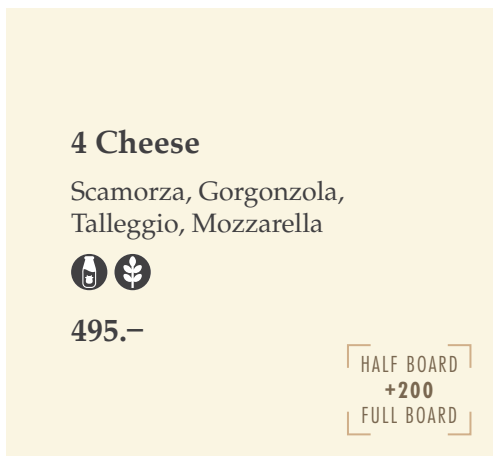 4 Cheese
Scamorza, Gorgonzola,
Talleggio, Mozzarella
495.–
HALF BOARD
+200
FULL BOARD